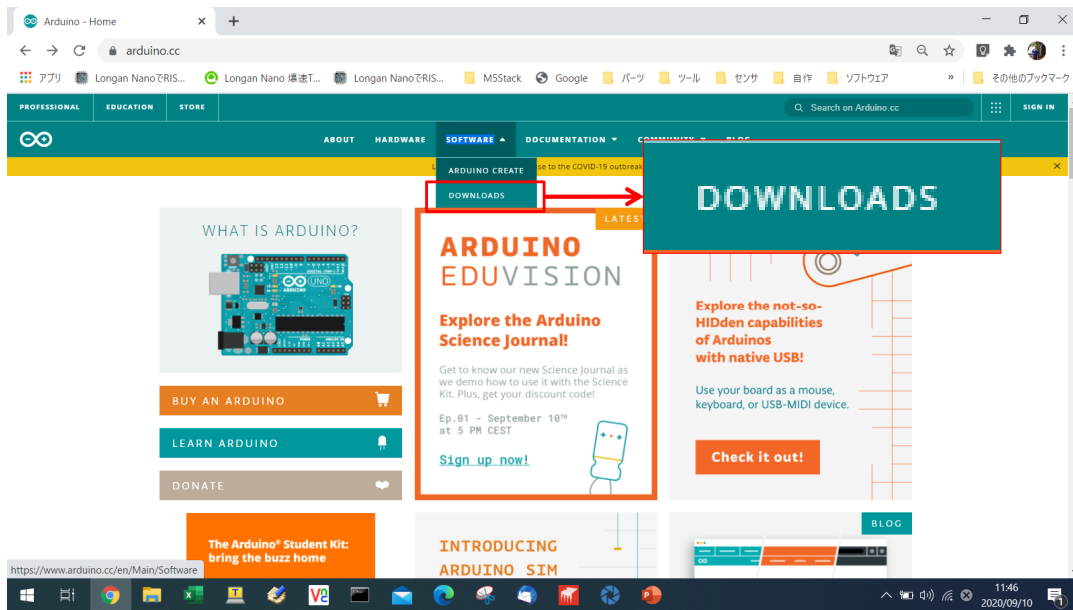 Arduino - Home
arduino.cc
アプリ Longan NanoでRIS... Longan Nano 爆速T... Longan NanoでRIS... M5Stack Google パーツ ツール センサ 自作 ソフトウェア » その他のブックマーク
PROFESSIONAL EDUCATION STORE Search on Arduino.cc SIGN IN
ABOUT HARDWARE SOFTWARE DOCUMENTATION COMMUNITY BLOG
ARDUINO CREATE
to the COVID-19 outbreak
DOWNLOADS
DOWNLOADS
WHAT IS ARDUINO?
UNO
ARDUINO
BUY AN ARDUINO
LEARN ARDUINO
DONATE
The Arduino® Student Kit:
bring the buzz home
LATEST
ARDUINO
EDUVISION
Explore the Arduino
Science Journal!
Get to know our new Science Journal as
we demo how to use it with the Science
Kit. Plus, get your discount code!
Ep.01 - September 10TH
at 5 PM CEST
Sign up now!
INTRODUCING
ARDUINO SIM
Explore the not-so-
HIDden capabilities
of Arduinos
with native USB!
Use your board as a mouse,
keyboard, or USB-MIDI device.
Check it out!
BLOG
https://www.arduino.cc/en/Main/Software
11:46
2020/09/10